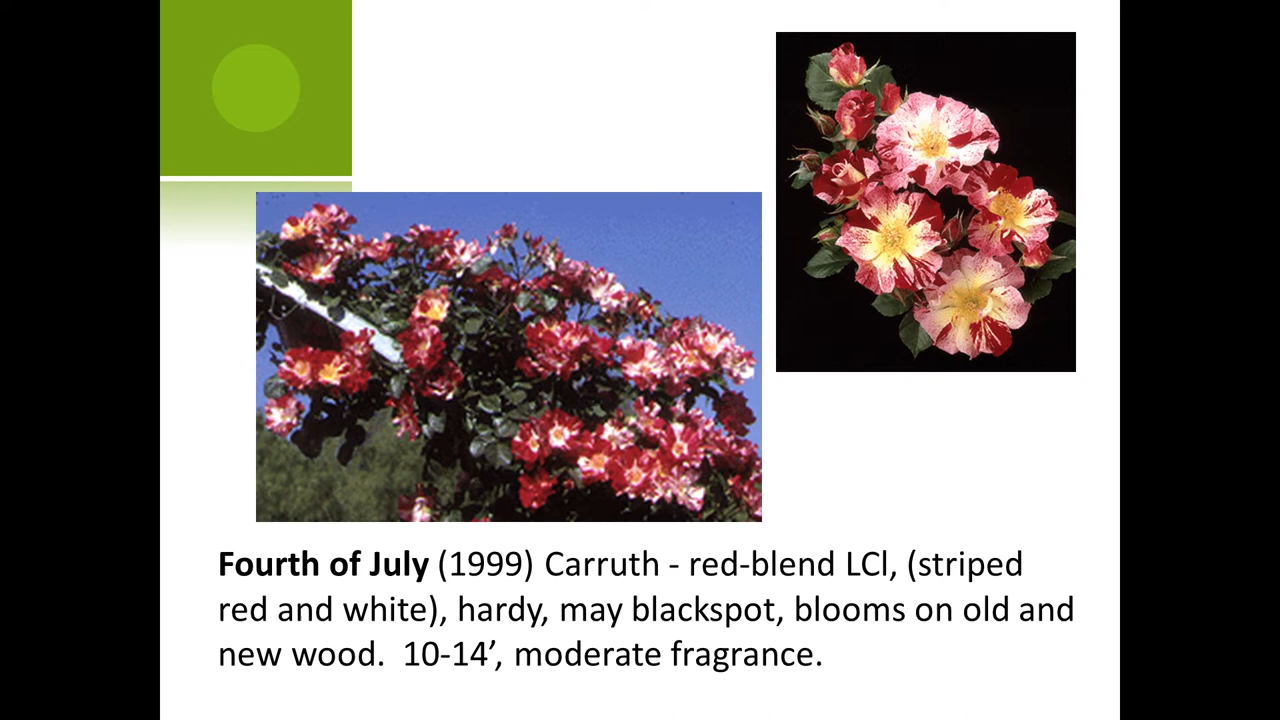 Fourth of July (1999) Carruth - red-blend LCl, (striped
red and white), hardy, may blackspot, blooms on old and
new wood.  10-14’, moderate fragrance.